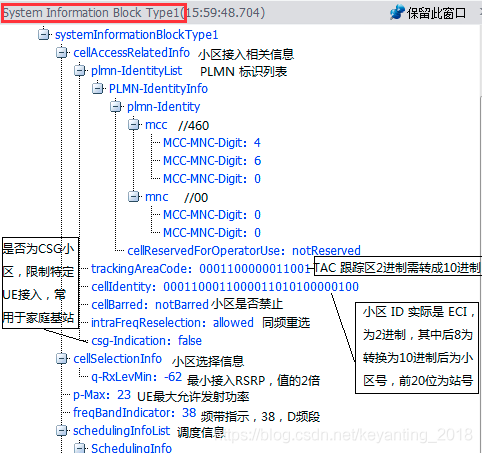 System Information Block Type1(15:59:48.704)
保留此窗口
systemInformationBlockType1
cellAccessRelatedInfo 小区接入相关信息
plmn-IdentityList PLMN 标识列表
PLMN-IdentityInfo
plmn-Identity
mcc //460
MCC-MNC-Digit: 4
MCC-MNC-Digit: 6
MCC-MNC-Digit: 0
mnc //00
MCC-MNC-Digit: 0
MCC-MNC-Digit: 0
cellReservedForOperatorUse: notReserved
trackingAreaCode: 0001100000011001
TAC 跟踪区2进制需转成10进制
cellIdentity: 0001100011000011010100000100
cellBarred: notBarred 小区是否禁止
intraFreqReselection: allowed 同频重选
csg-Indication: false
是否为CSG小
区，限制特定
UE接入，常
用于家庭基站
小区 ID 实际是 ECI，
为2进制，其中后8为
转换为10进制后为小
区号，前20位为站号
cellSelectionInfo 小区选择信息
q-RxLevMin: -62 最小接入RSRP，值的2倍
p-Max: 23 UE最大允许发射功率
freqBandIndicator: 38 频带指示，38，D频段
schedulingInfoList 调度信息
SchedulingInfo
https://blog.csdn.net/keyanting_2018